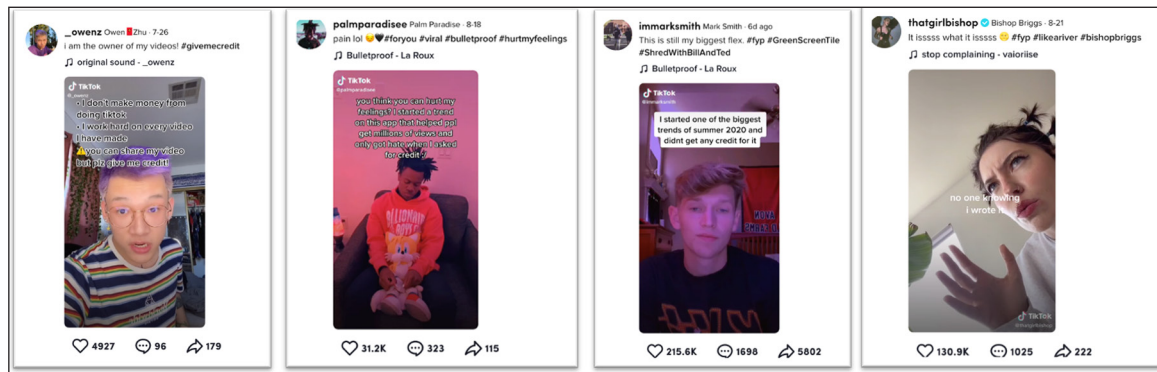 _owenz Owen Zhu · 7-26
i am the owner of my videos! #givemecredit
original sound - _owenz
TikTok
• I don't make money from
doing tiktok
• I work hard on every video
I have made
⚠️you can share my video
but plz give me credit!
4927 96 179
palmparadisee Palm Paradise · 8-18
pain lol 😔🖤#foryou #viral #bulletproof #hurtmyfeelings
Bulletproof - La Roux
TikTok
@palmparadisee
you think you can hurt my
feelings? I started a trend
on this app that helped ppl
get millions of views and
only got hate when I asked
for credit :/
31.2K 323 115
immarksmith Mark Smith · 6d ago
This is still my biggest flex. #fyp #GreenScreenTile
#ShredWithBillAndTed
Bulletproof - La Roux
TikTok
@immarksmith
I started one of the biggest
trends of summer 2020 and
didnt get any credit for it
215.6K 1698 5802
thatgirlbishop Bishop Briggs · 8-21
It isssss what it isssss #fyp #likeariver #bishopbriggs
stop complaining - vaioriise
no one knowing
i wrote it
TikTok
@thatgirlbishop
130.9K 1025 222